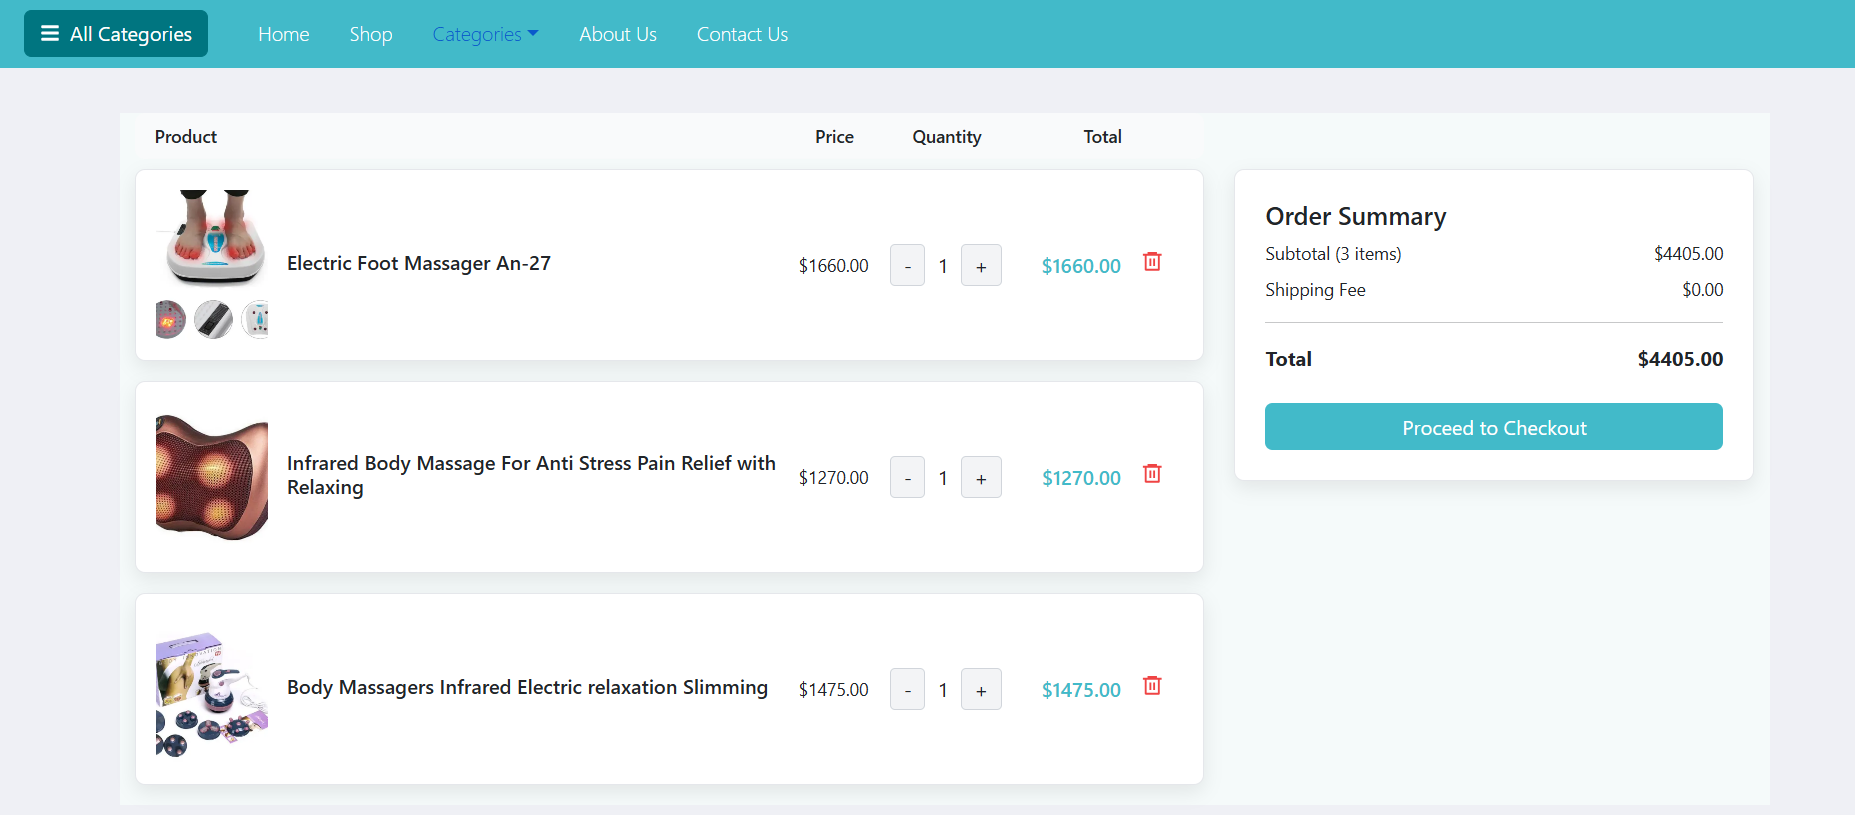 All Categories
Home
Shop
Categories
About Us
Contact Us
Product
Price
Quantity
Total
Electric Foot Massager An-27
$1660.00
-
1
+
$1660.00
Infrared Body Massage For Anti Stress Pain Relief with
Relaxing
$1270.00
-
1
+
$1270.00
Body Massagers Infrared Electric relaxation Slimming
$1475.00
-
1
+
$1475.00
Order Summary
Subtotal (3 items)
$4405.00
Shipping Fee
$0.00
Total
$4405.00
Proceed to Checkout